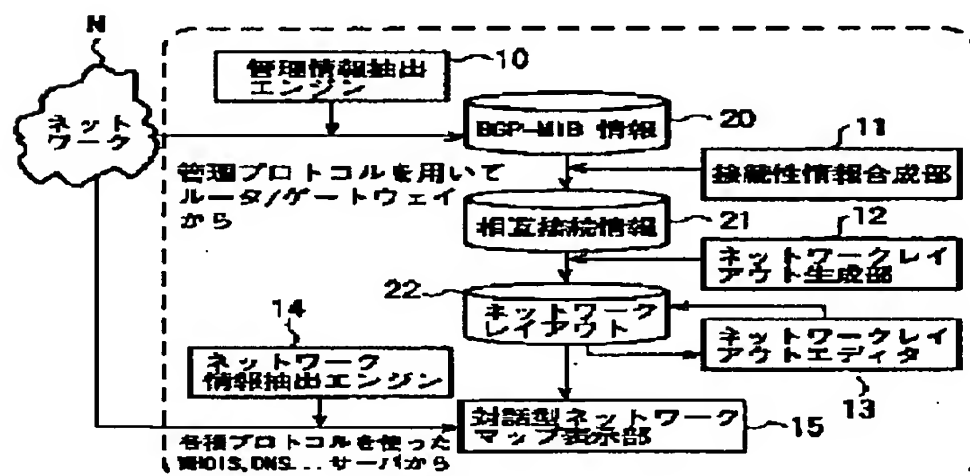 N
ネット
ワーク
管理情報抽出
エンジン
10
BGP-MIB 情報
20
11
接続性情報合成部
管理プロトコルを用いて
ルータ/ゲートウェイ
から
相互接続情報
21
12
ネットワークレイ
アウト生成部
22
ネットワーク
レイアウト
14
ネットワーク
情報抽出エンジン
ネットワークレイ
アウトエディタ
13
対話型ネットワーク
マップ表示部
15
各種プロトコルを使った
WHOIS,DNS...サーバから